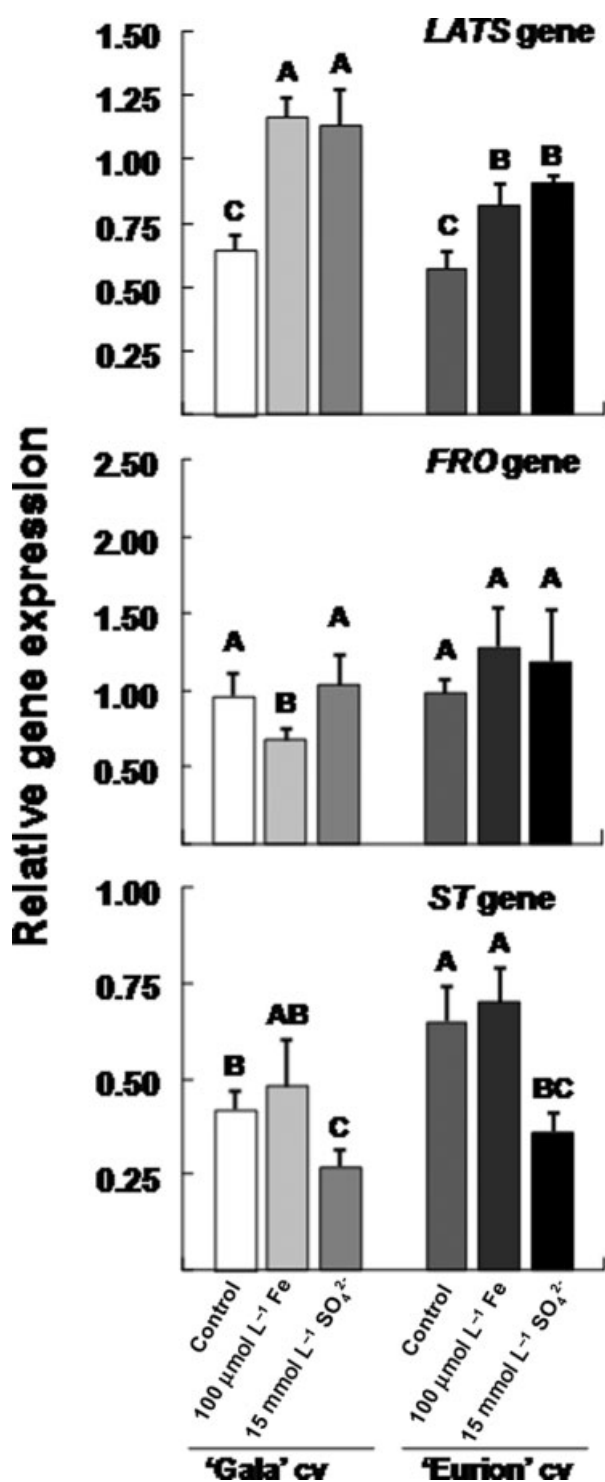 Relative gene expression
LATS gene
1.50
1.25
1.00
0.75
0.50
0.25
C
A
A
C
B
B
FRO gene
2.50
2.00
1.50
1.00
0.50
A
B
A
A
A
A
ST gene
1.00
0.75
0.50
0.25
B
AB
C
A
A
BC
Control
100 µmol L⁻¹ Fe
15 mmol L⁻¹ SO₄²⁻
Control
100 µmol L⁻¹ Fe
15 mmol L⁻¹ SO₄²⁻
'Gala' cv
'Eurion' cv